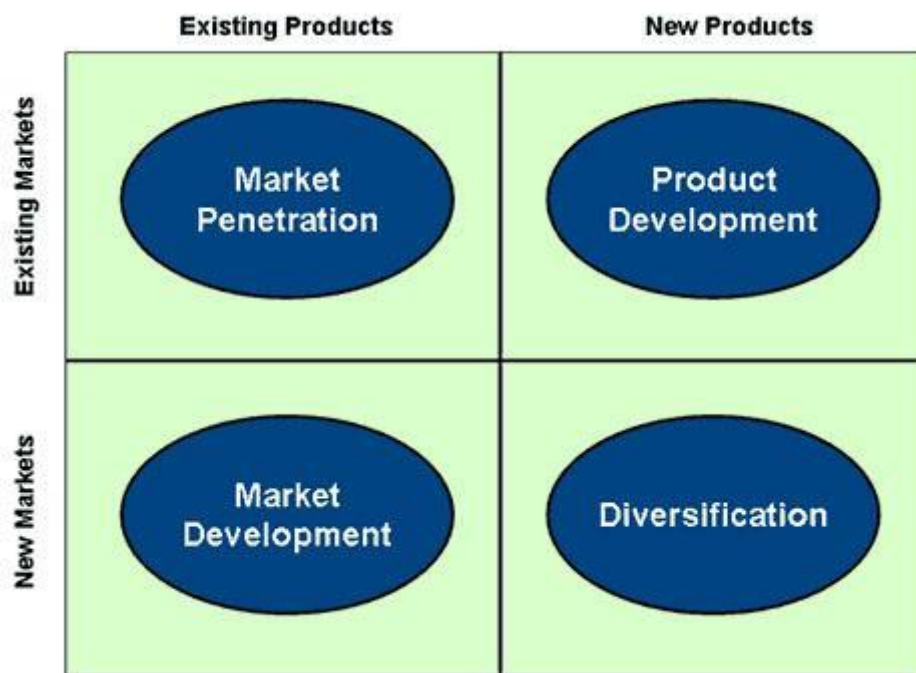 Existing Products
New Products
Existing Markets
Market
Penetration
Product
Development
New Markets
Market
Development
Diversification